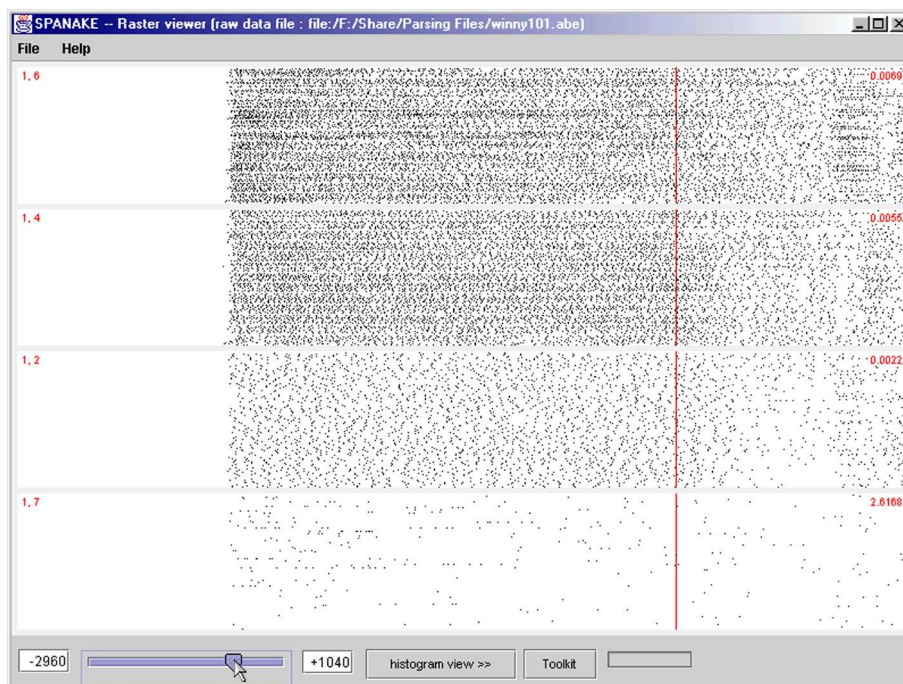 SPANAKE -- Raster viewer (raw data file : file:/F:/Share/Parsing Files/winny101.abe)
File Help
1, 6 0.0069
1, 4 0.0055
1, 2 0.0022
1, 7 2.6168
-2960 +1040 histogram view >> Toolkit